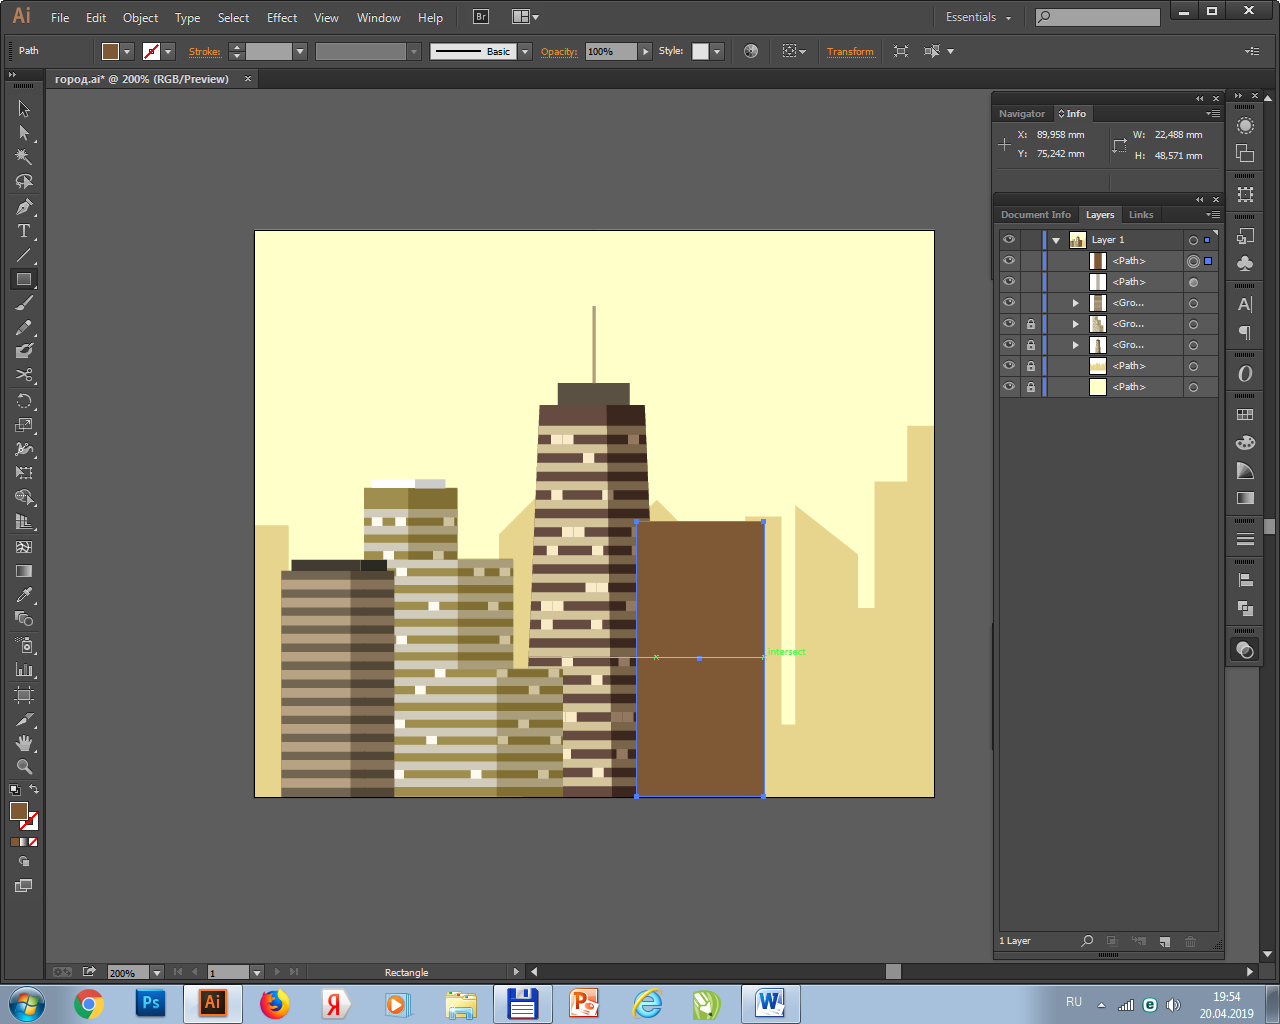 Ai File Edit Object Type Select Effect View Window Help Br Essentials
Path Stroke: Basic Opacity: 100% Style: Transform
город.ai* @ 200% (RGB/Preview) ×
Navigator Info
X: 89,958 mm W: 22,488 mm
Y: 75,242 mm H: 48,571 mm
Document Info Layers Links
Layer 1
<Path>
<Path>
<Gro...
<Gro...
<Gro...
<Path>
<Path>
intersect
1 Layer
200% 1 Rectangle
Ps Ai Я P W RU 19:54
20.04.2019